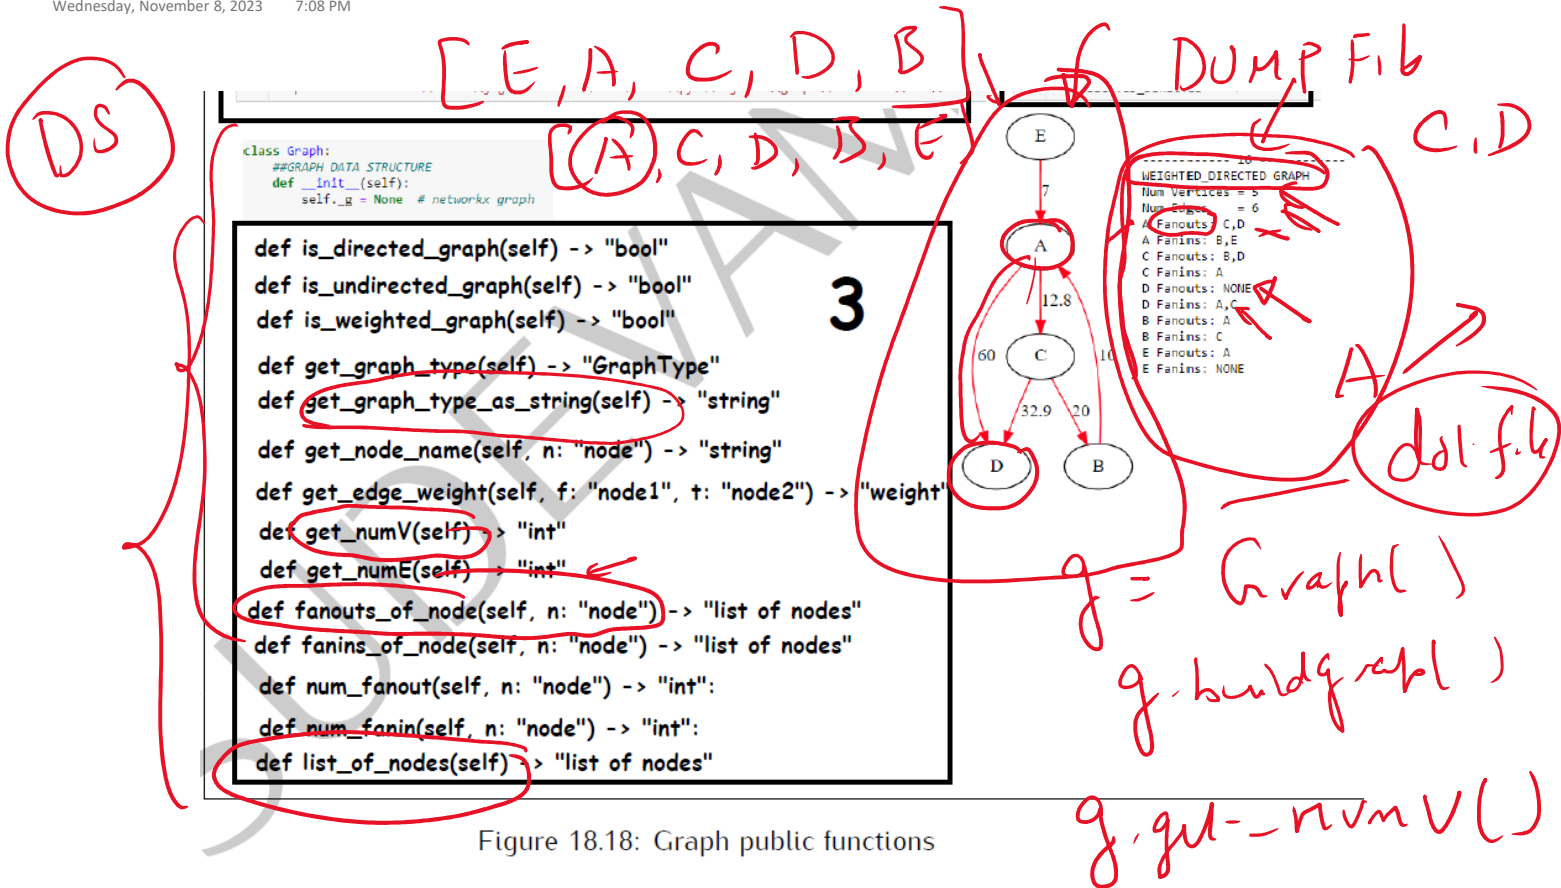 Wednesday, November 8, 2023 7:08 PM
[E, A, C, D, B]
DUMP File
DS
[A, C, D, B, E]
C, D
class Graph:
##GRAPH DATA STRUCTURE
def __init__(self):
self._g = None # networkx graph
def is_directed_graph(self) -> "bool"
def is_undirected_graph(self) -> "bool"
def is_weighted_graph(self) -> "bool"
3
def get_graph_type(self) -> "GraphType"
def get_graph_type_as_string(self) -> "string"
def get_node_name(self, n: "node") -> "string"
def get_edge_weight(self, f: "node1", t: "node2") -> "weight"
def get_numV(self) -> "int"
def get_numE(self) -> "int"
def fanouts_of_node(self, n: "node") -> "list of nodes"
def fanins_of_node(self, n: "node") -> "list of nodes"
def num_fanout(self, n: "node") -> "int":
def num_fanin(self, n: "node") -> "int":
def list_of_nodes(self) -> "list of nodes"
E
7
A
12.8
60
C
10
32.9
20
D
B
WEIGHTED_DIRECTED GRAPH
Num Vertices = 5
Num Edges = 6
A Fanouts: C,D
A Fanins: B,E
C Fanouts: B,D
C Fanins: A
D Fanouts: NONE
D Fanins: A,C
B Fanouts: A
B Fanins: C
E Fanouts: A
E Fanins: NONE
A
dot file
g = Graph( )
g.buildgraph( )
g.get_numV()
SUDEVAN
Figure 18.18: Graph public functions